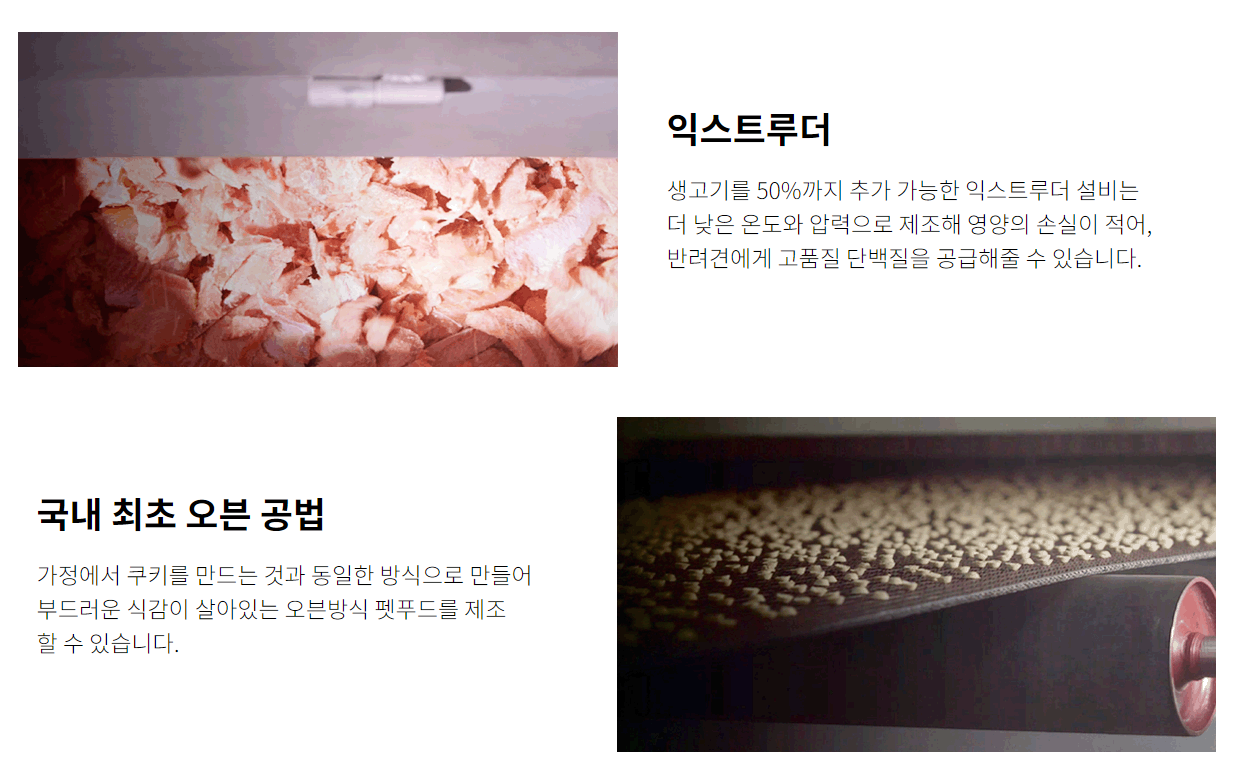 익스트루더
생고기를 50%까지 추가 가능한 익스트루더 설비는
더 낮은 온도와 압력으로 제조해 영양의 손실이 적어,
반려견에게 고품질 단백질을 공급해줄 수 있습니다.
국내 최초 오븐 공법
가정에서 쿠키를 만드는 것과 동일한 방식으로 만들어
부드러운 식감이 살아있는 오븐방식 펫푸드를 제조
할 수 있습니다.